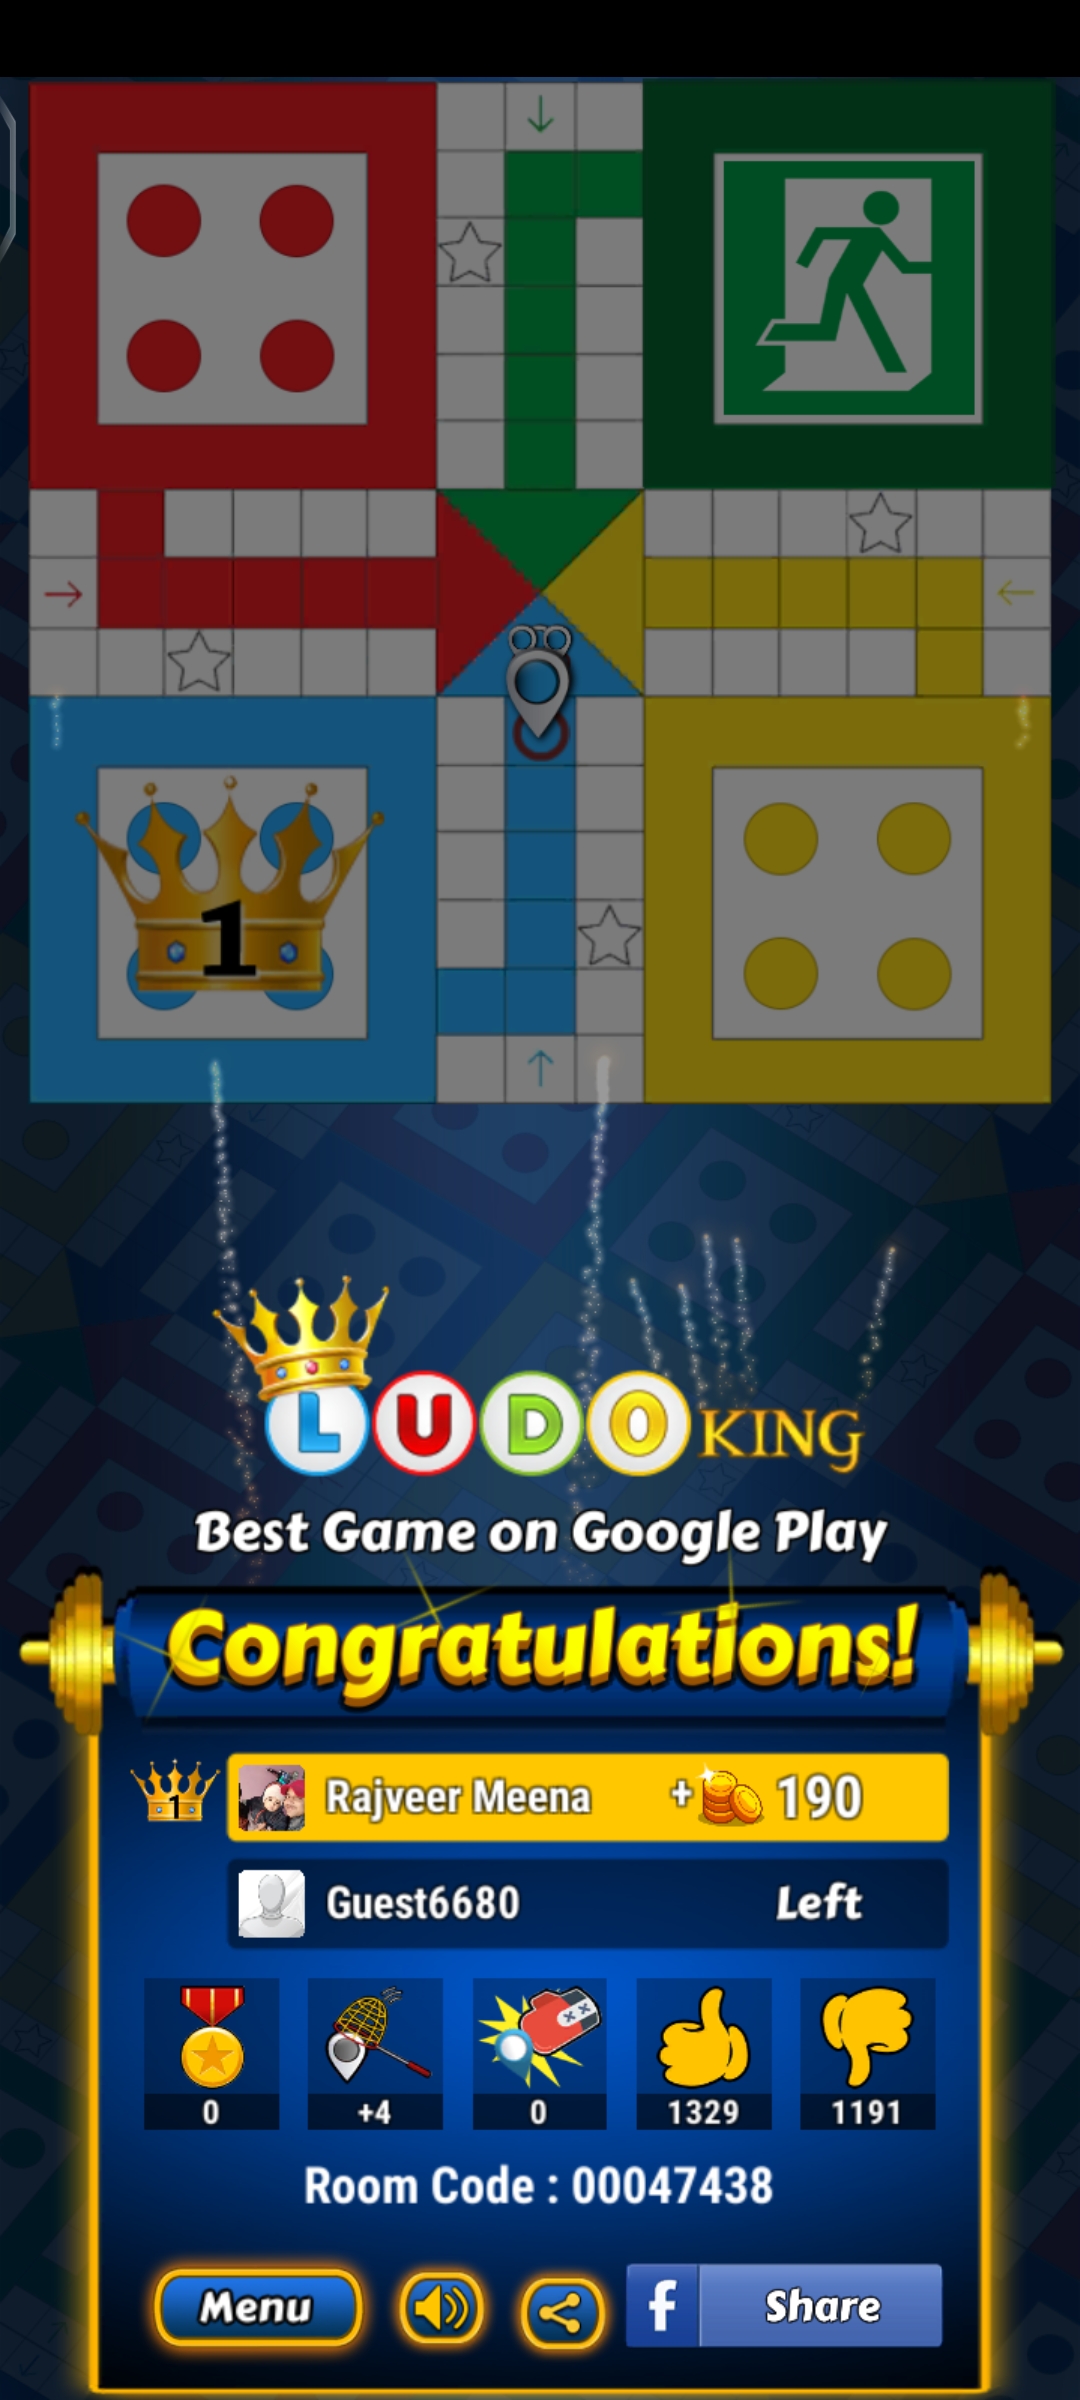 1
LUDO KING
Best Game on Google Play
Congratulations!
1 Rajveer Meena + 190
Guest6680 Left
0 +4 0 1329 1191
Room Code : 00047438
Menu f Share